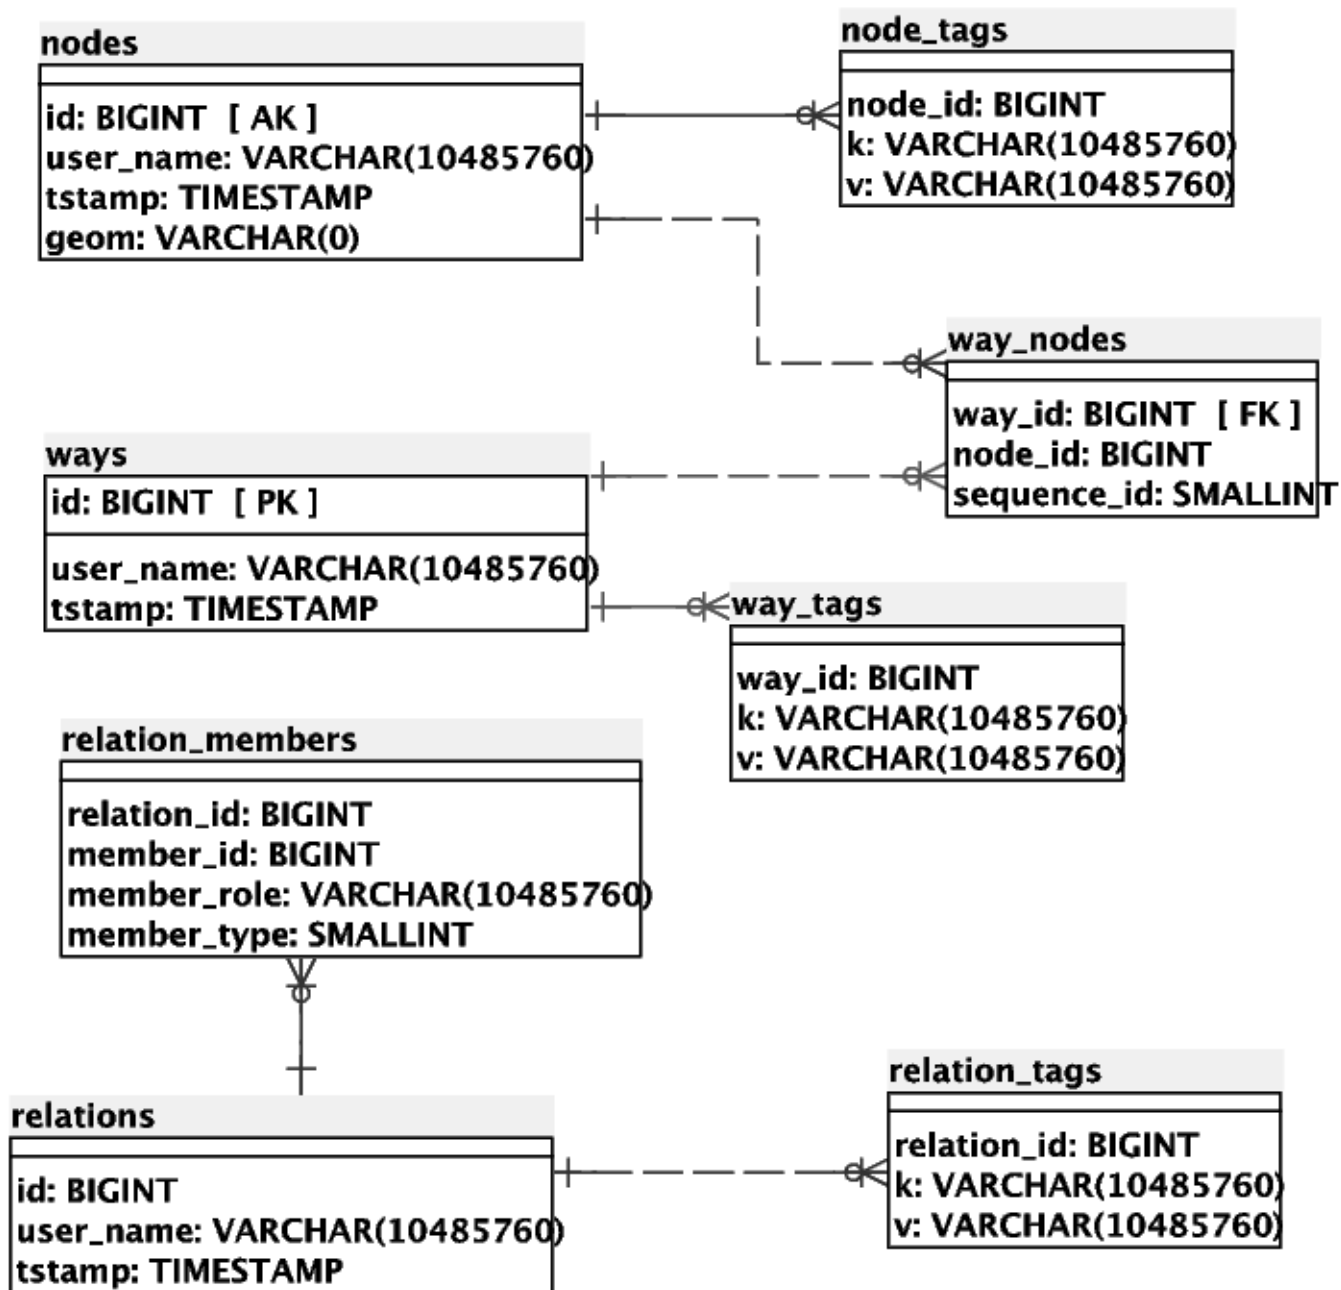 nodes
id: BIGINT [ AK ]
user_name: VARCHAR(10485760)
tstamp: TIMESTAMP
geom: VARCHAR(0)
node_tags
node_id: BIGINT
k: VARCHAR(10485760)
v: VARCHAR(10485760)
way_nodes
way_id: BIGINT [ FK ]
node_id: BIGINT
sequence_id: SMALLINT
ways
id: BIGINT [ PK ]
user_name: VARCHAR(10485760)
tstamp: TIMESTAMP
way_tags
way_id: BIGINT
k: VARCHAR(10485760)
v: VARCHAR(10485760)
relation_members
relation_id: BIGINT
member_id: BIGINT
member_role: VARCHAR(10485760)
member_type: SMALLINT
relations
id: BIGINT
user_name: VARCHAR(10485760)
tstamp: TIMESTAMP
relation_tags
relation_id: BIGINT
k: VARCHAR(10485760)
v: VARCHAR(10485760)